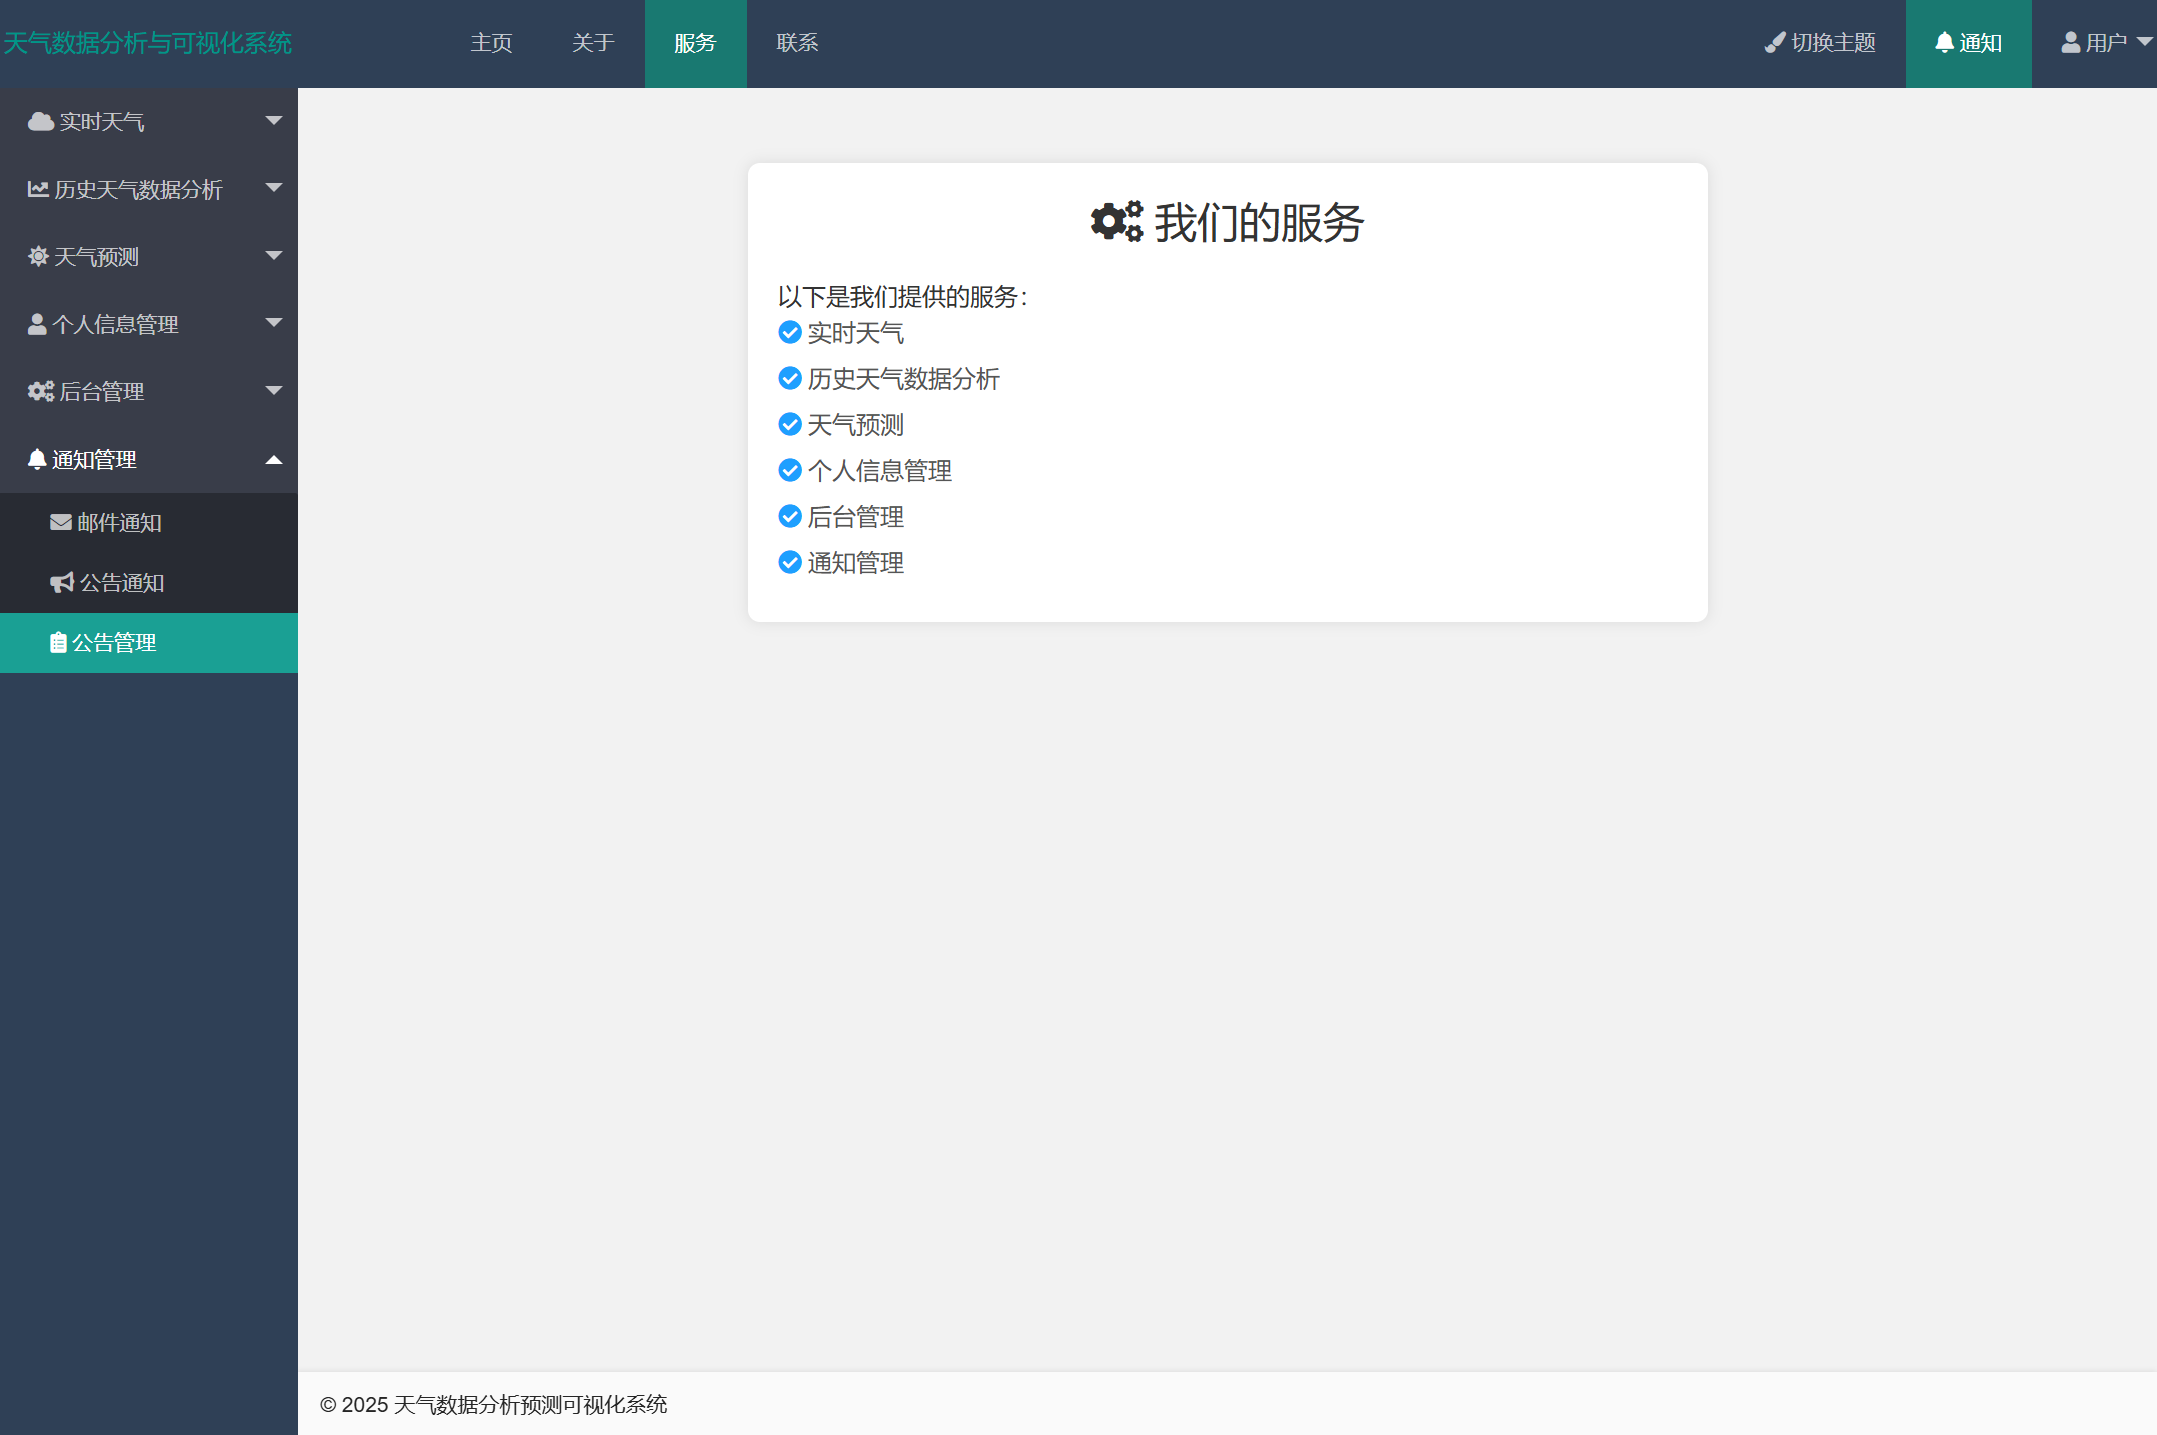 天气数据分析与可视化系统
主页 关于 服务 联系
切换主题 通知 用户
实时天气
历史天气数据分析
天气预测
个人信息管理
后台管理
通知管理
邮件通知
公告通知
公告管理
我们的服务
以下是我们提供的服务：
实时天气
历史天气数据分析
天气预测
个人信息管理
后台管理
通知管理
© 2025 天气数据分析预测可视化系统